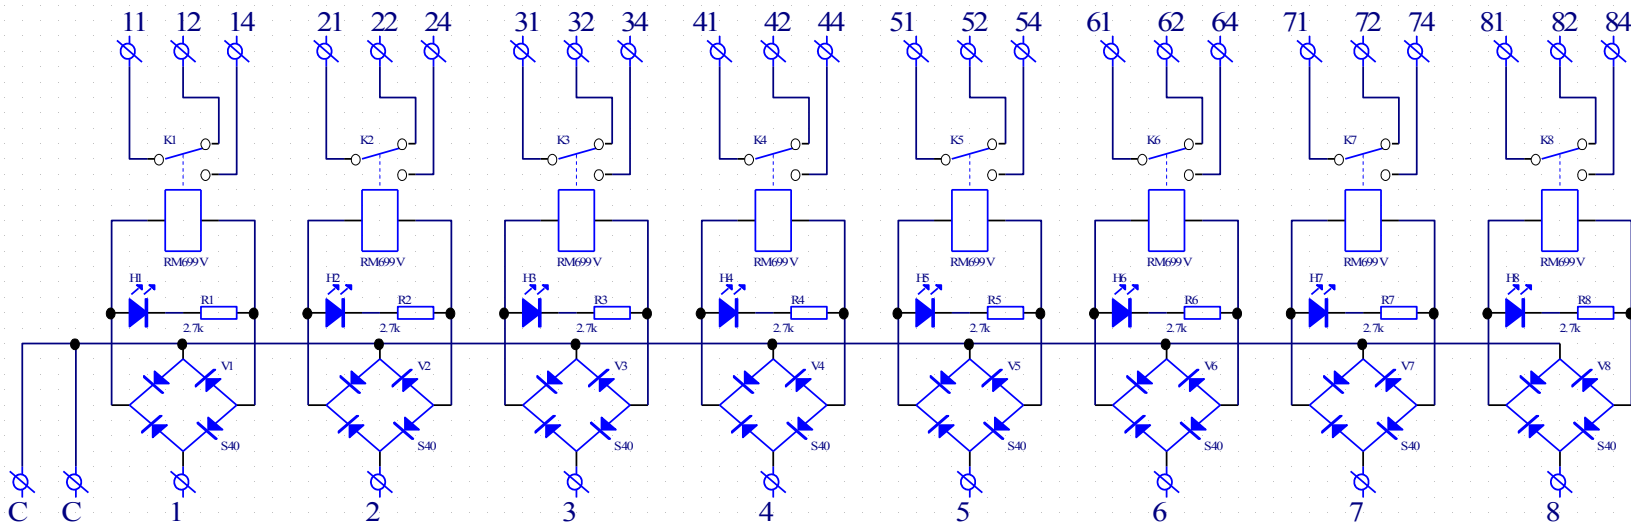 11 12 14 21 22 24 31 32 34 41 42 44 51 52 54 61 62 64 71 72 74 81 82 84
K1 K2 K3 K4 K5 K6 K7 K8
RM699V RM699V RM699V RM699V RM699V RM699V RM699V RM699V
H1 H2 H3 H4 H5 H6 H7 H8
R1 R2 R3 R4 R5 R6 R7 R8
2.7k 2.7k 2.7k 2.7k 2.7k 2.7k 2.7k 2.7k
V1 V2 V3 V4 V5 V6 V7 V8
S40 S40 S40 S40 S40 S40 S40 S40
C C 1 2 3 4 5 6 7 8